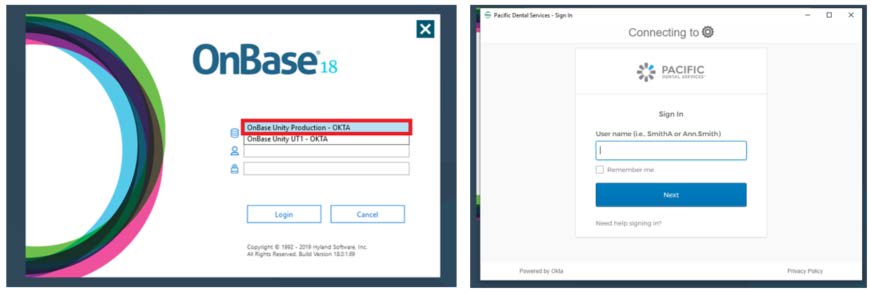 OnBase® 18
OnBase Unity Production - OKTA
OnBase Unity UT1 - OKTA
Login
Cancel
Copyright © 1992 - 2019 Hyland Software, Inc.
All Rights Reserved. Build Version 18.0.1.69
Pacific Dental Services - Sign In
Connecting to
PACIFIC
DENTAL SERVICES®
Sign In
User name (i.e., SmithA or Ann.Smith)
Remember me
Next
Need help signing in?
Powered by Okta
Privacy Policy